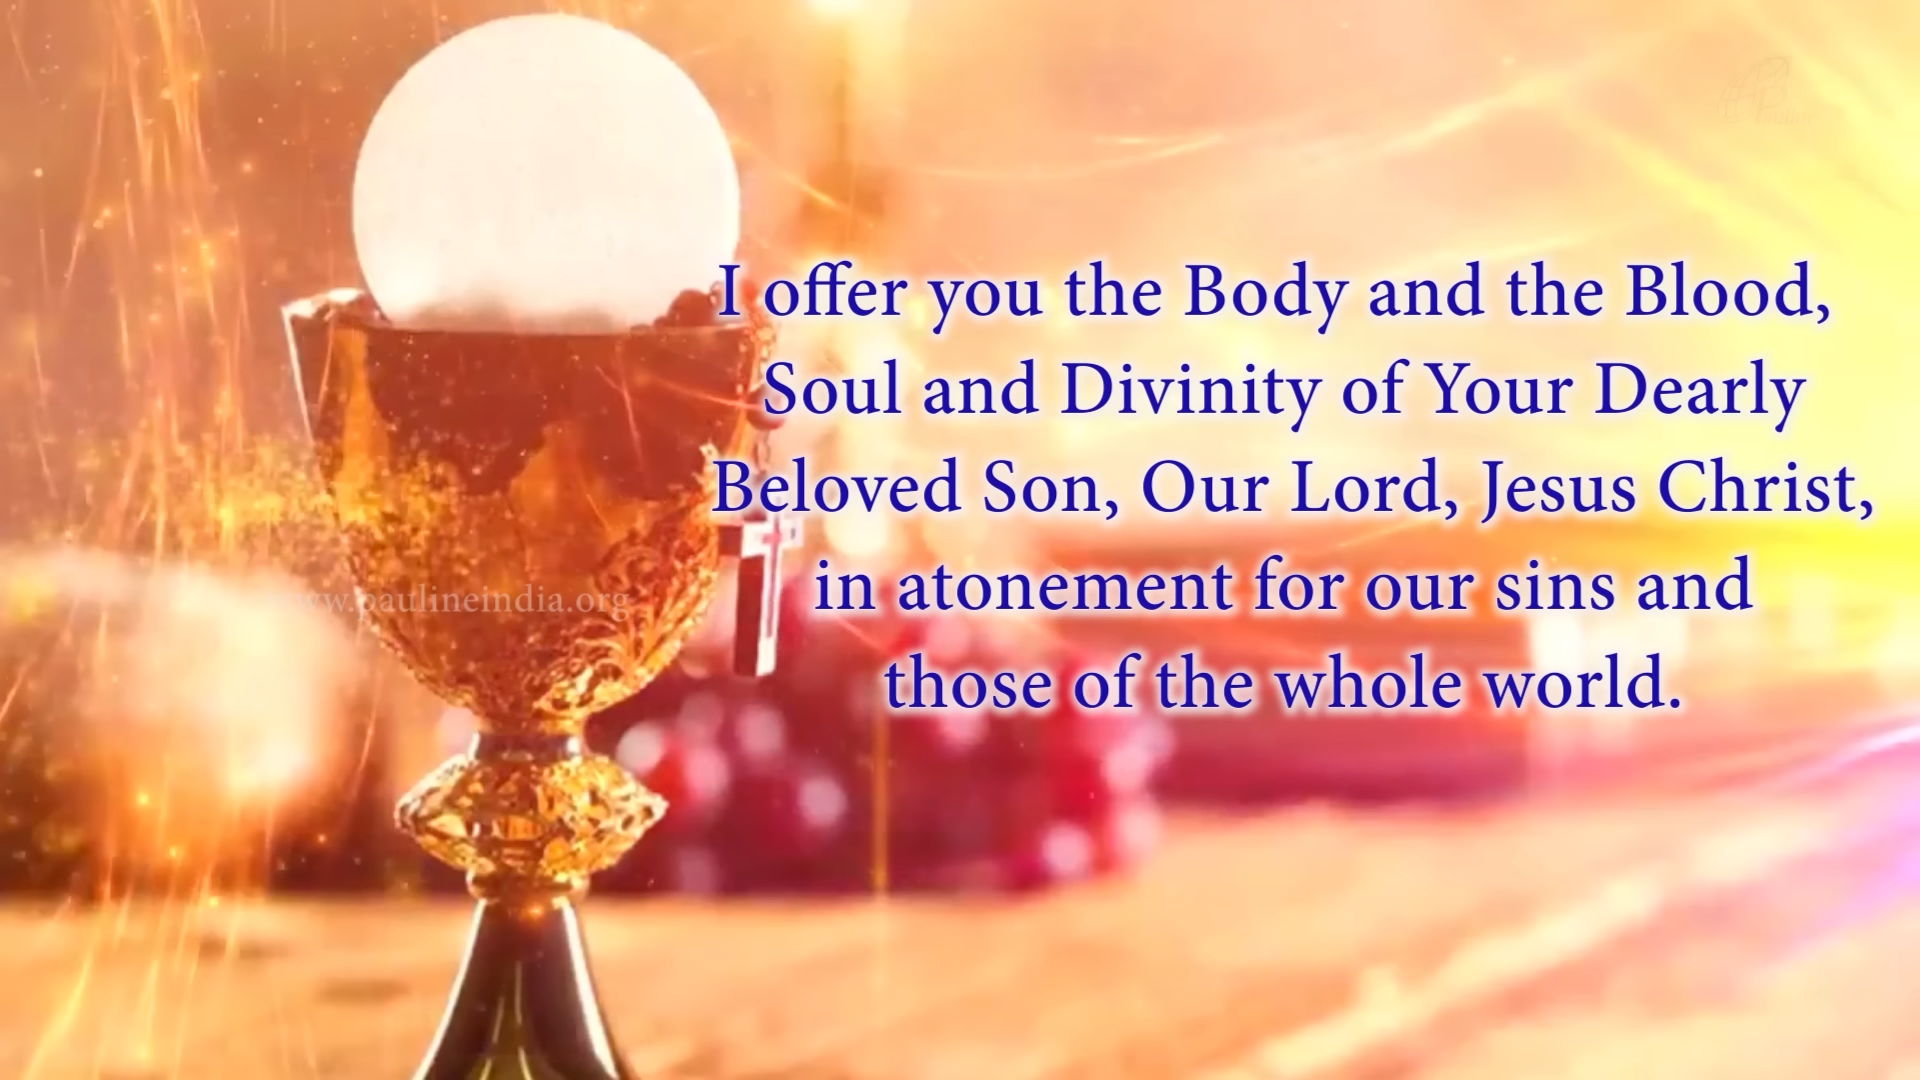 I offer you the Body and the Blood,
Soul and Divinity of Your Dearly
Beloved Son, Our Lord, Jesus Christ,
in atonement for our sins and
those of the whole world.
www.paulineindia.org